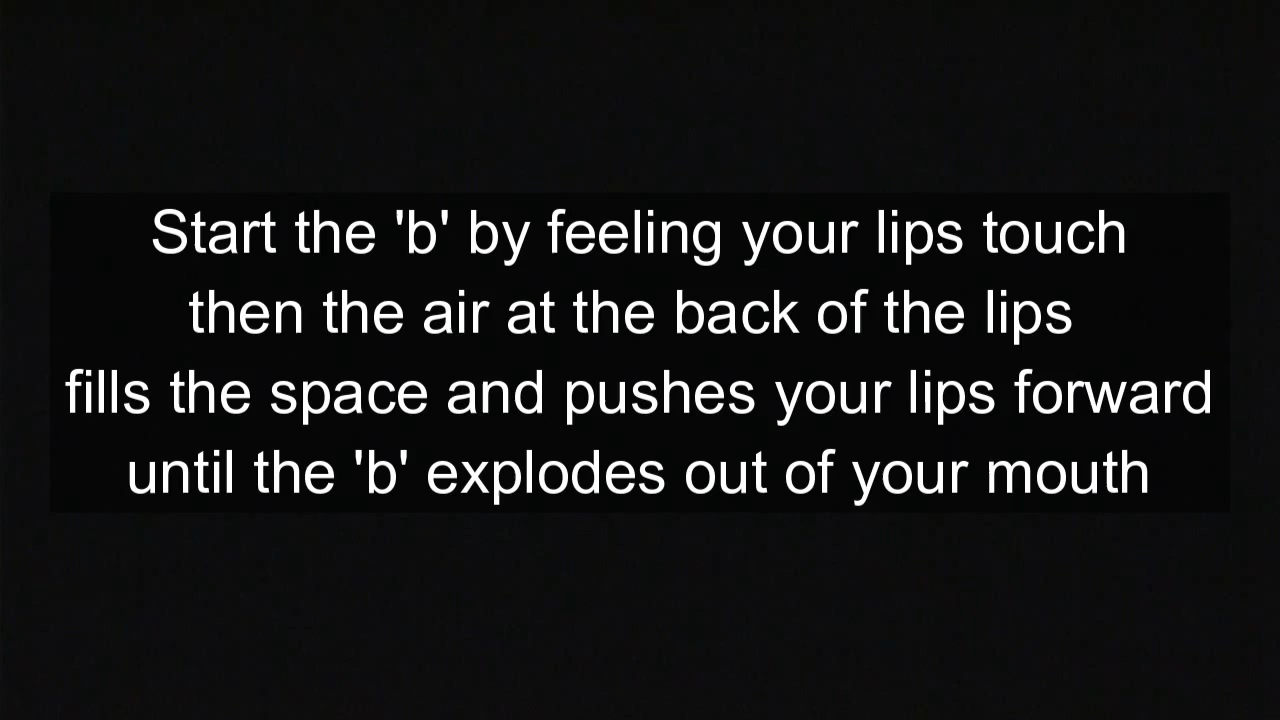 Start the 'b' by feeling your lips touch
then the air at the back of the lips
fills the space and pushes your lips forward
until the 'b' explodes out of your mouth